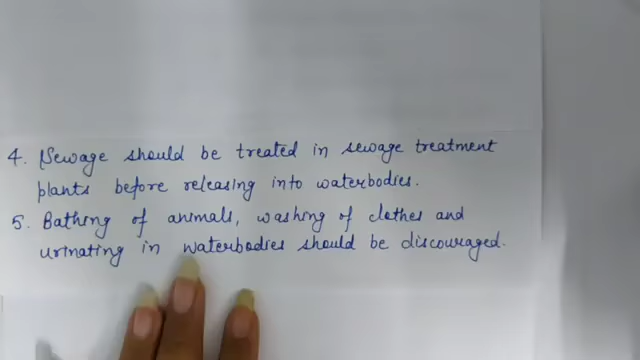 4. Sewage should be treated in sewage treatment
plants before releasing into waterbodies.
5. Bathing of animals, washing of clothes and
urinating in waterbodies should be discouraged.